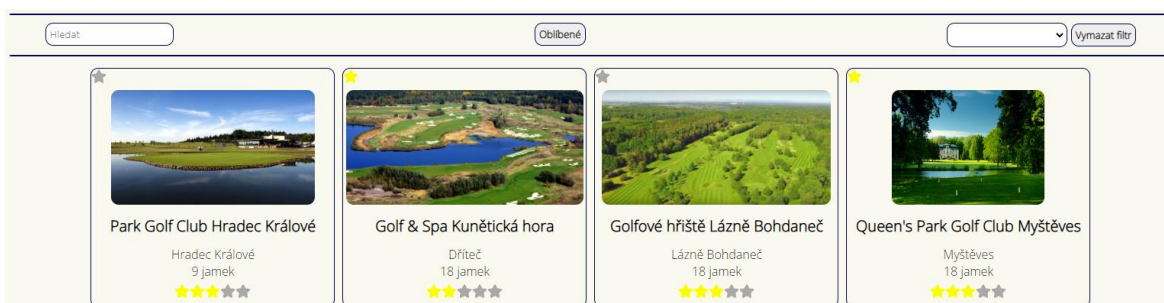 Hledat
Oblíbené
Vymazat filtr
Park Golf Club Hradec Králové
Hradec Králové
9 jamek
Golf & Spa Kunětická hora
Dříteč
18 jamek
Golfové hřiště Lázně Bohdaneč
Lázně Bohdaneč
18 jamek
Queen's Park Golf Club Myštěves
Myštěves
18 jamek